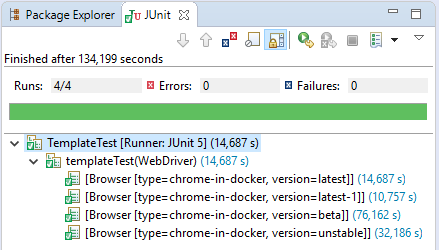 Package Explorer JUnit
Finished after 134,199 seconds
Runs: 4/4 Errors: 0 Failures: 0
TemplateTest [Runner: JUnit 5] (14,687 s)
templateTest(WebDriver) (14,687 s)
[Browser [type=chrome-in-docker, version=latest]] (14,687 s)
[Browser [type=chrome-in-docker, version=latest-1]] (10,757 s)
[Browser [type=chrome-in-docker, version=beta]] (76,162 s)
[Browser [type=chrome-in-docker, version=unstable]] (32,186 s)